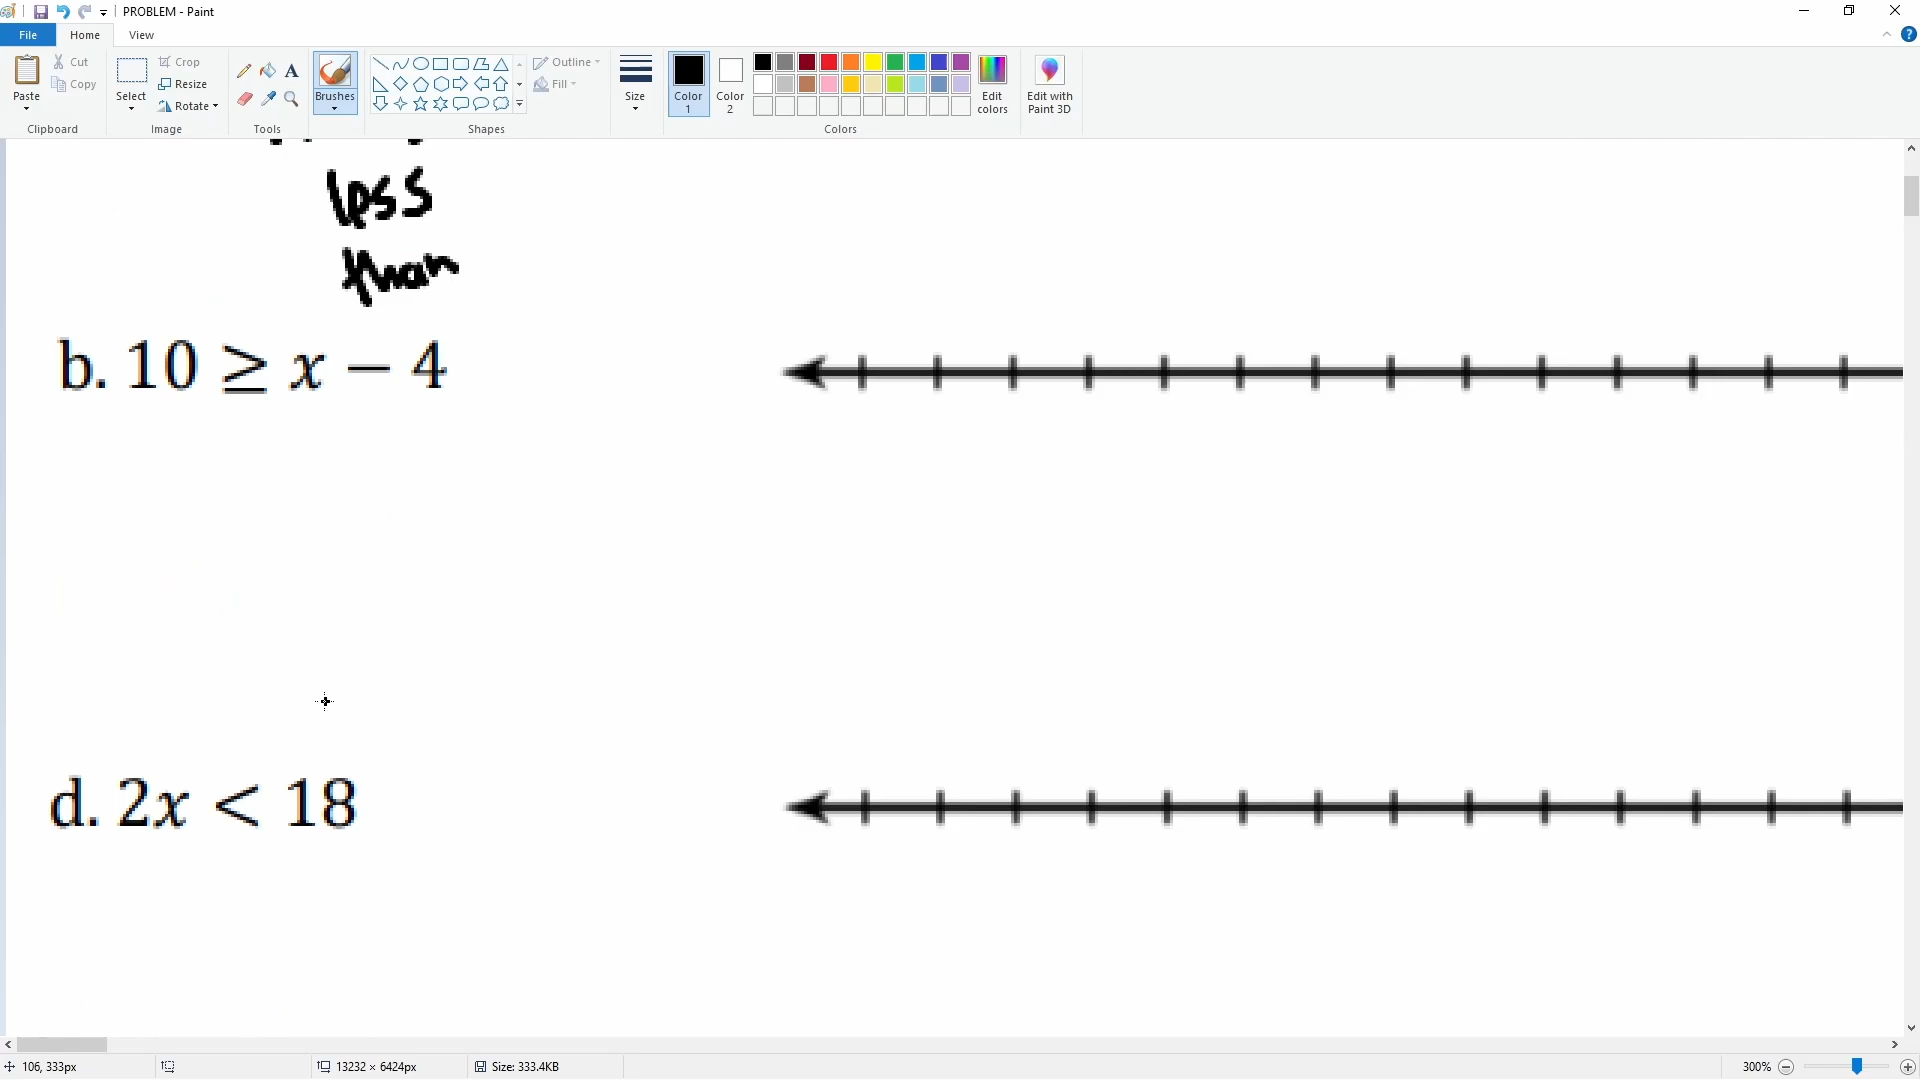 PROBLEM - Paint
File Home View
Paste
Cut
Copy
Clipboard
Select
Crop
Resize
Rotate
Image
Tools
Brushes
Shapes
Outline
Fill
Size
Color 1
Color 2
Edit colors
Colors
Edit with Paint 3D
less
than
b. 10 ≥ x − 4
d. 2x < 18
106, 333px
13232 × 6424px
Size: 333.4KB
300%